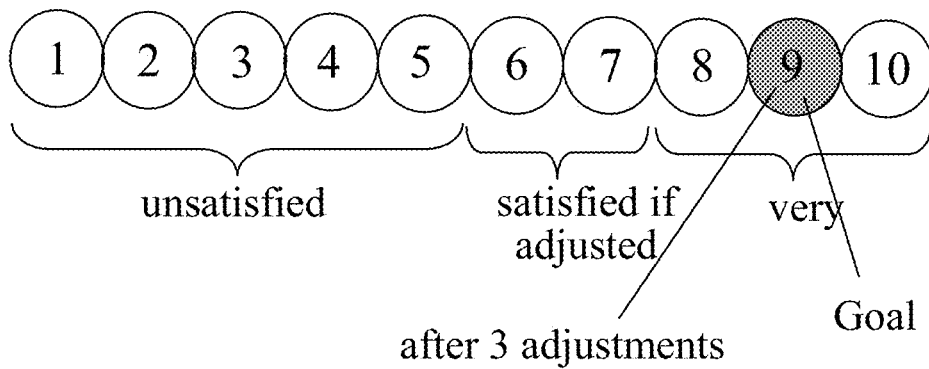 1 2 3 4 5 6 7 8 9 10
unsatisfied
satisfied if
adjusted
very
after 3 adjustments
Goal